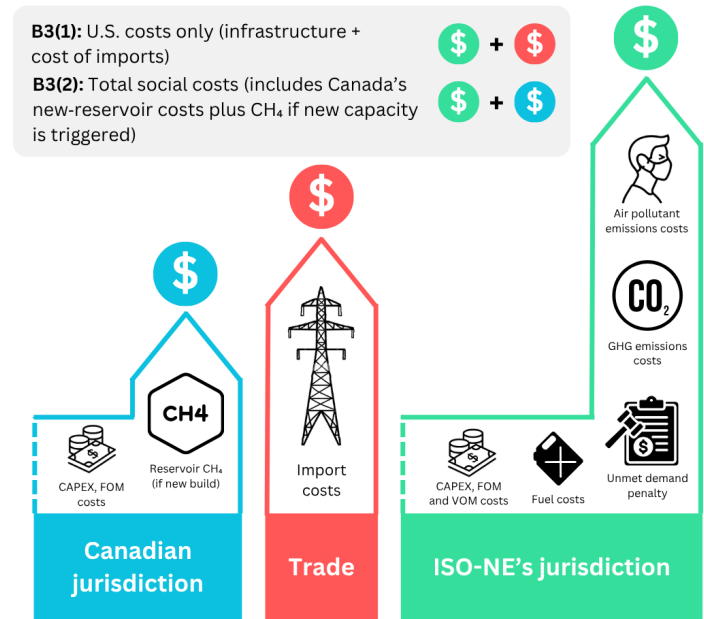 B3(1): U.S. costs only (infrastructure +
cost of imports)
$ + $
B3(2): Total social costs (includes Canada's
new-reservoir costs plus CH₄ if new capacity
is triggered)
$ + $
$
$
$
Air pollutant
emissions costs
CO₂
GHG emissions
costs
CH4
Reservoir CH₄
(if new build)
CAPEX, FOM
costs
Import
costs
CAPEX, FOM
and VOM costs
Fuel costs
$
Unmet demand
penalty
Canadian
jurisdiction
Trade
ISO-NE's jurisdiction